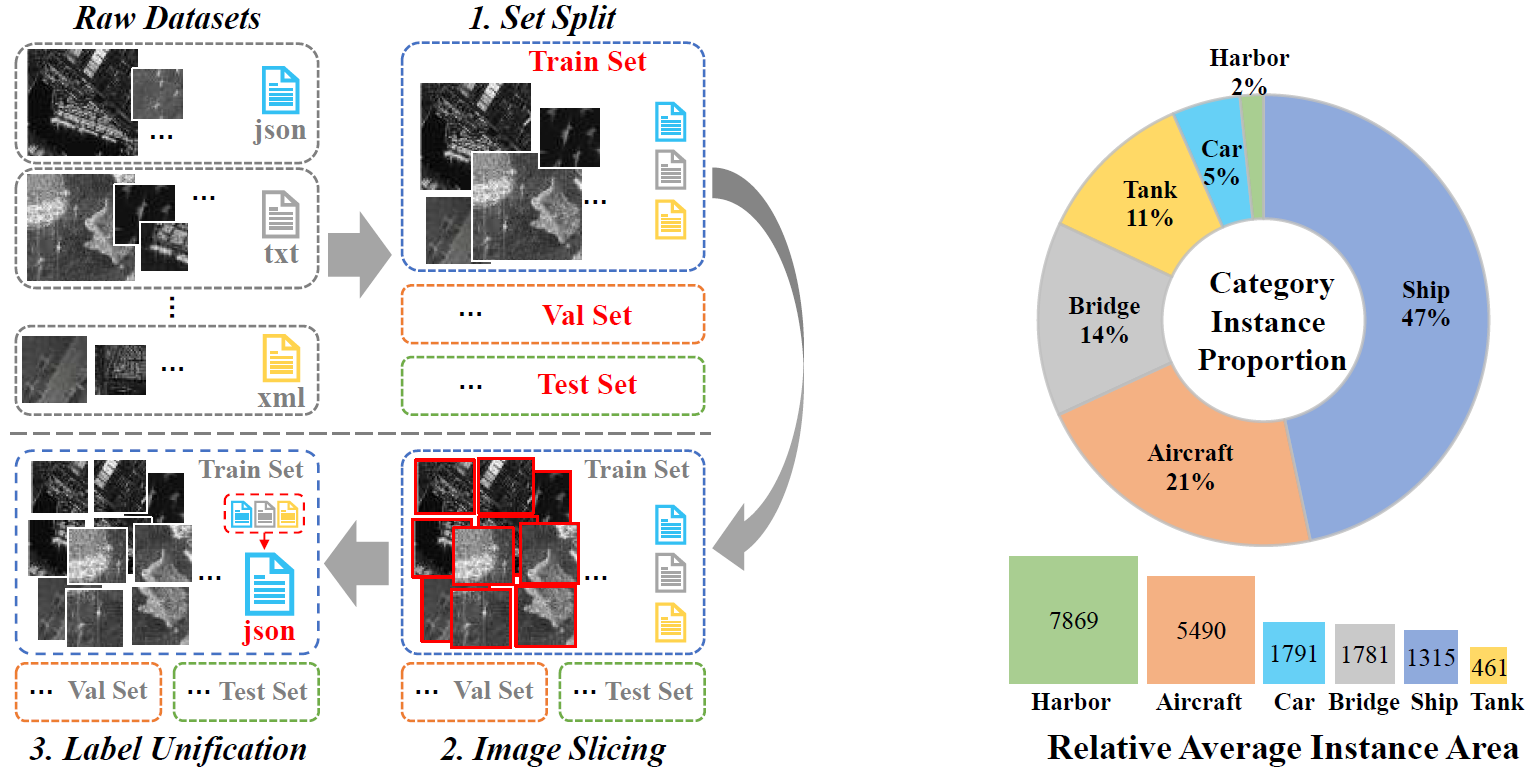 Raw Datasets
json
...
txt
...
...
xml
...
1. Set Split
Train Set
...
... Val Set
... Test Set
Train Set
...
json
... Val Set
... Test Set
3. Label Unification
Train Set
...
... Val Set
... Test Set
2. Image Slicing
Harbor
2%
Car
5%
Tank
11%
Bridge
14%
Aircraft
21%
Ship
47%
Category
Instance
Proportion
7869
5490
1791
1781
1315
461
Harbor
Aircraft
Car
Bridge
Ship
Tank
Relative Average Instance Area